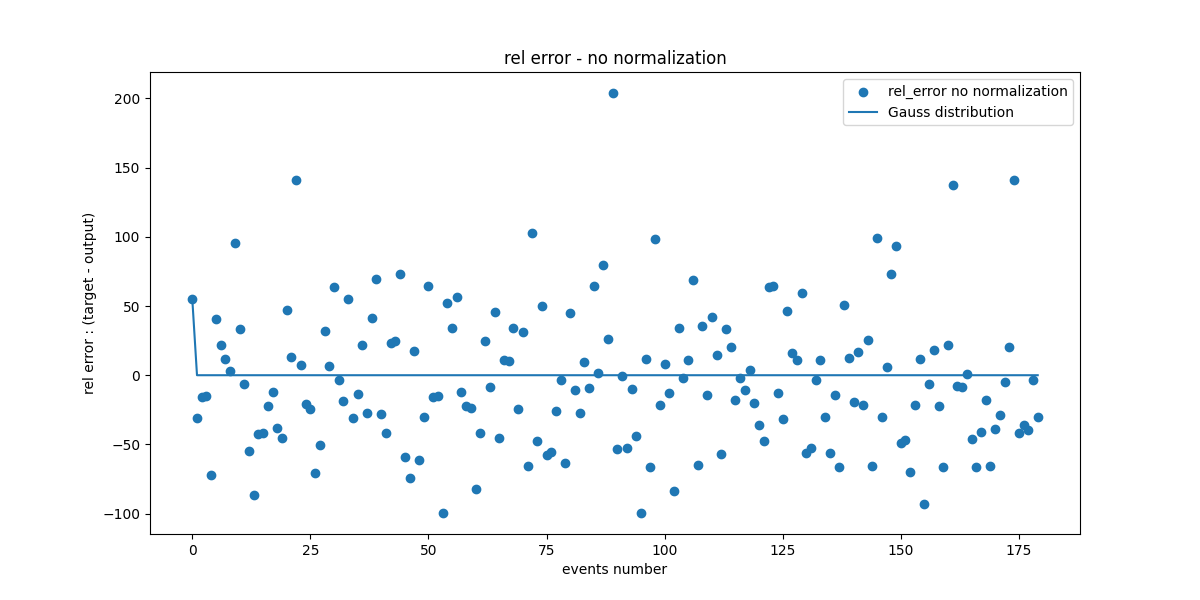 rel error - no normalization
rel_error no normalization
Gauss distribution
rel error : (target - output)
200
150
100
50
0
−50
−100
0 25 50 75 100 125 150 175
events number